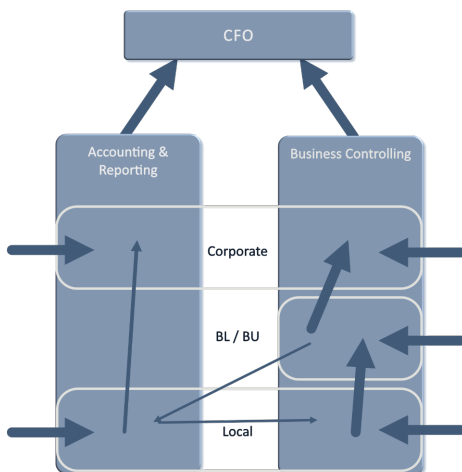 CFO
Accounting &
Reporting
Business Controlling
Corporate
BL / BU
Local